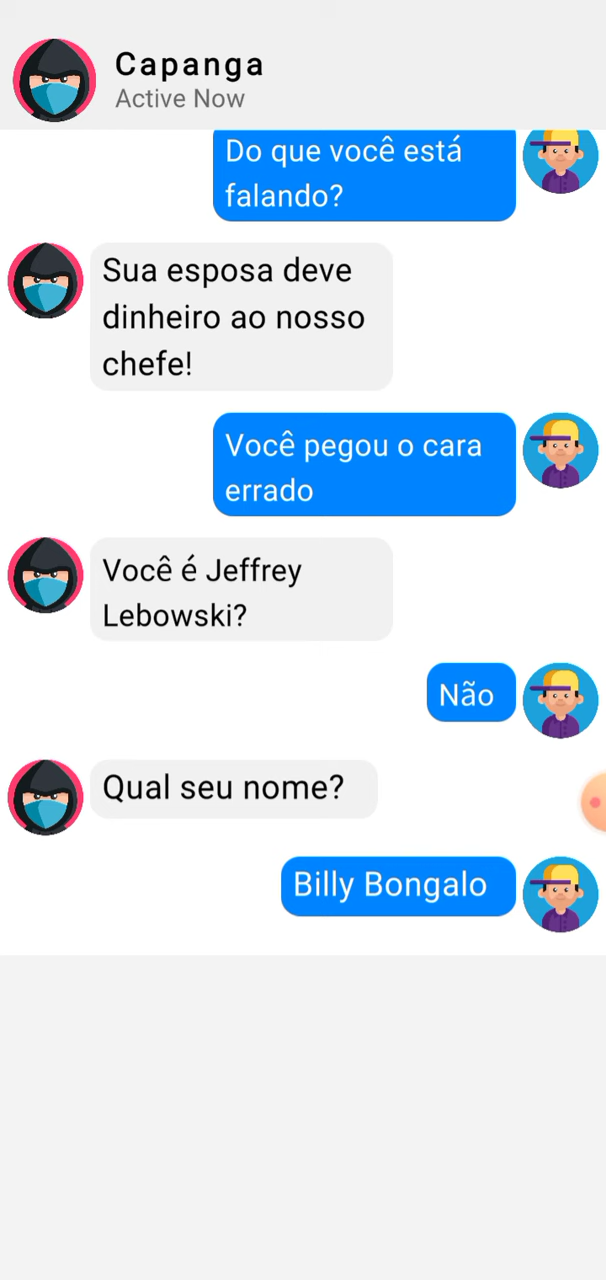 Capanga
Active Now
Do que você está
falando?
Sua esposa deve
dinheiro ao nosso
chefe!
Você pegou o cara
errado
Você é Jeffrey
Lebowski?
Não
Qual seu nome?
Billy Bongalo